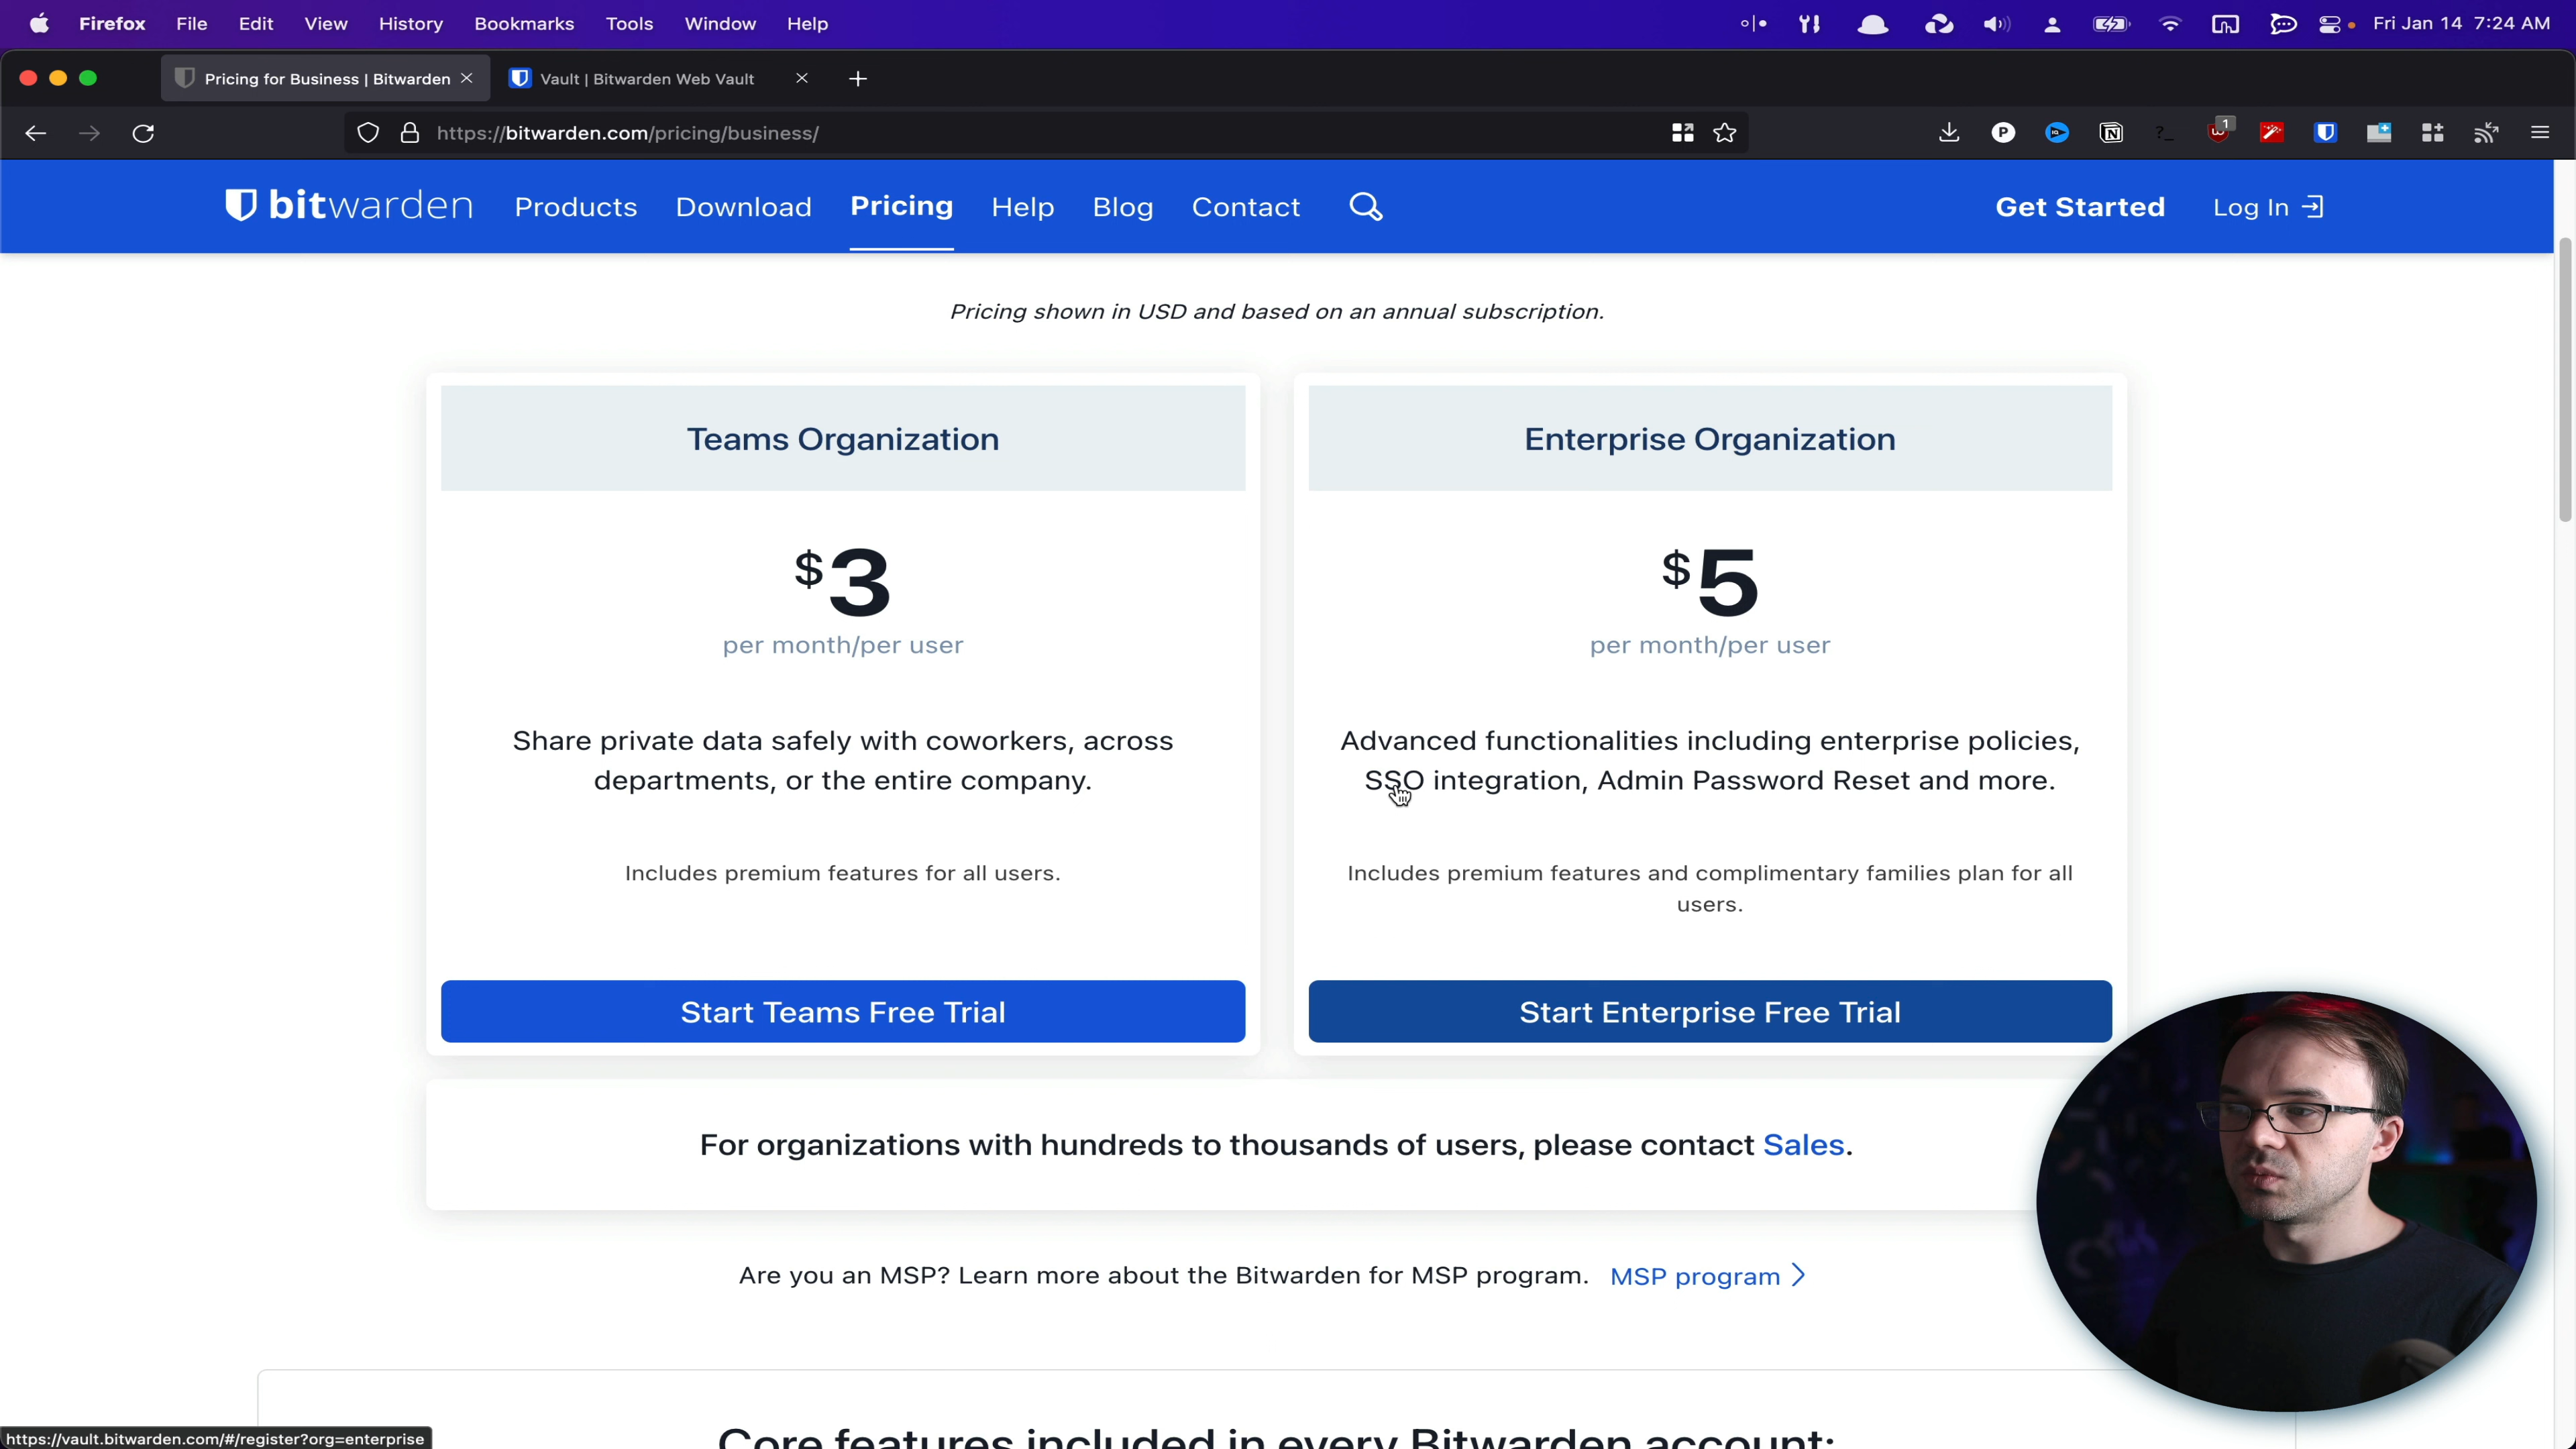 Firefox File Edit View History Bookmarks Tools Window Help Fri Jan 14 7:24 AM
Pricing for Business | Bitwarden Vault | Bitwarden Web Vault
https://bitwarden.com/pricing/business/ 1
bitwarden Products Download Pricing Help Blog Contact Get Started Log In
Pricing shown in USD and based on an annual subscription.
Teams Organization
$3
per month/per user
Share private data safely with coworkers, across
departments, or the entire company.
Includes premium features for all users.
Start Teams Free Trial
Enterprise Organization
$5
per month/per user
Advanced functionalities including enterprise policies,
SSO integration, Admin Password Reset and more.
Includes premium features and complimentary families plan for all
users.
Start Enterprise Free Trial
For organizations with hundreds to thousands of users, please contact Sales.
Are you an MSP? Learn more about the Bitwarden for MSP program. MSP program
Core features included in every Bitwarden account:
https://vault.bitwarden.com/#/register?org=enterprise